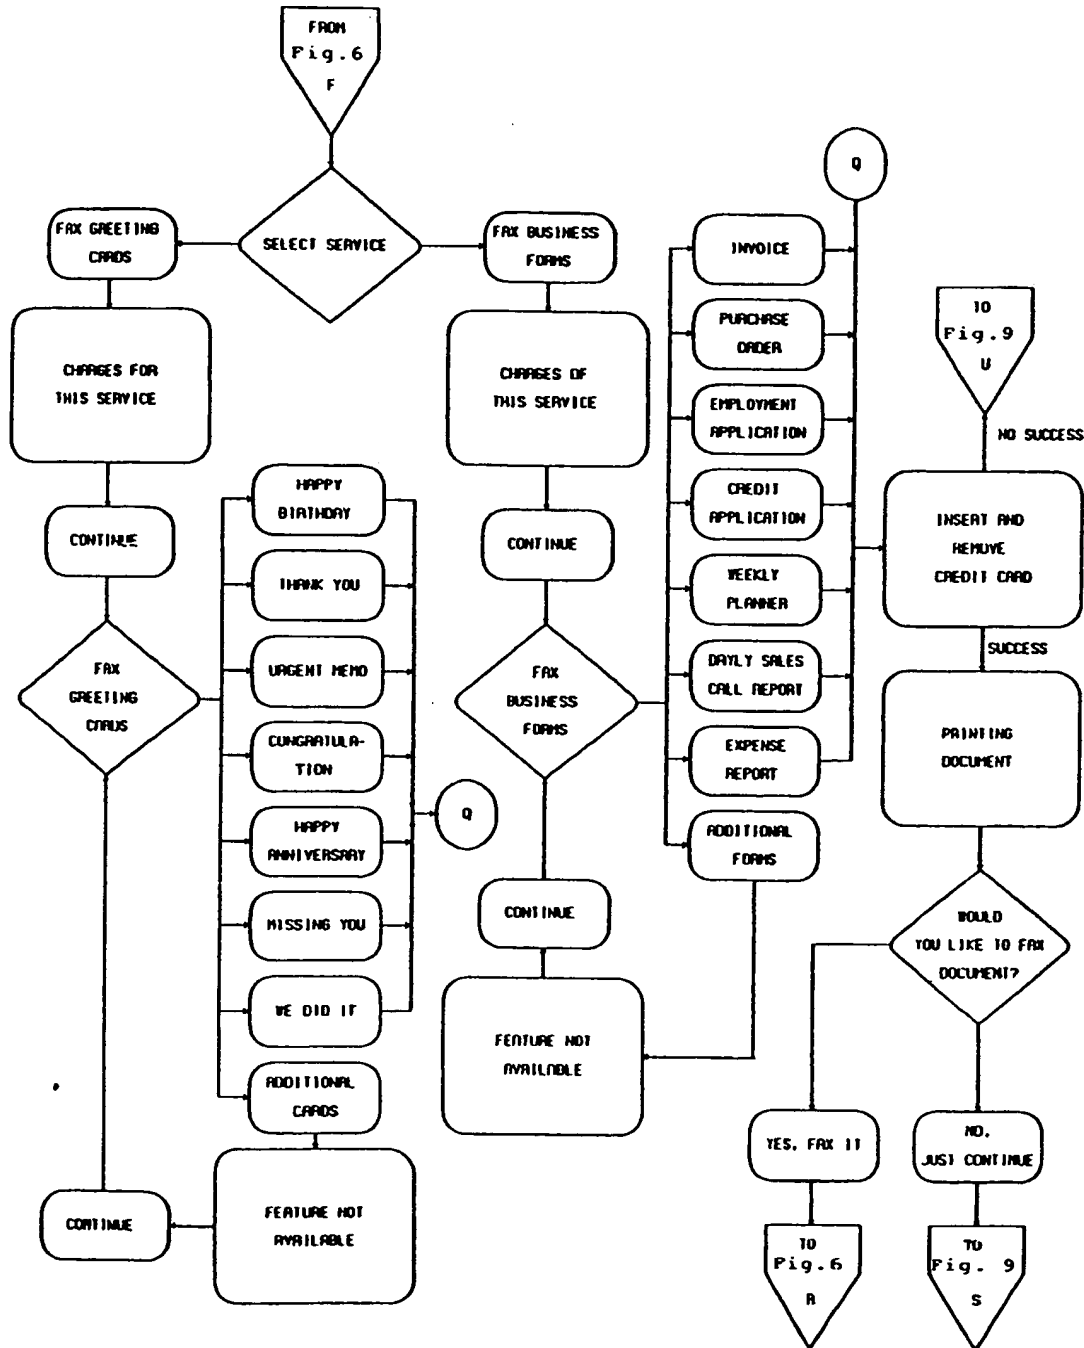 FROM
Fig.6
F
SELECT SERVICE
FAX GREETING
CARDS
CHARGES FOR
THIS SERVICE
CONTINUE
FAX
GREETING
CARDS
HAPPY
BIRTHDAY
THANK YOU
URGENT MEMO
CUNGRATULA-
TION
HAPPY
ANNIVERSARY
MISSING YOU
WE DID IT
ADDITIONAL
CARDS
FEATURE NOT
AVAILABLE
CONTINUE
Q
FAX BUSINESS
FORMS
CHARGES OF
THIS SERVICE
CONTINUE
FAX
BUSINESS
FORMS
CONTINUE
FEATURE NOT
AVAILABLE
INVOICE
PURCHASE
ORDER
EMPLOYMENT
APPLICATION
CREDIT
APPLICATION
WEEKLY
PLANNER
DAYLY SALES
CALL REPORT
EXPENSE
REPORT
ADDITIONAL
FORMS
Q
TO
Fig.9
U
NO SUCCESS
INSERT AND
REMOVE
CREDIT CARD
SUCCESS
PRINTING
DOCUMENT
WOULD
YOU LIKE TO FAX
DOCUMENT?
YES, FAX IT
NO,
JUST CONTINUE
TO
Fig.6
R
TO
Fig. 9
S